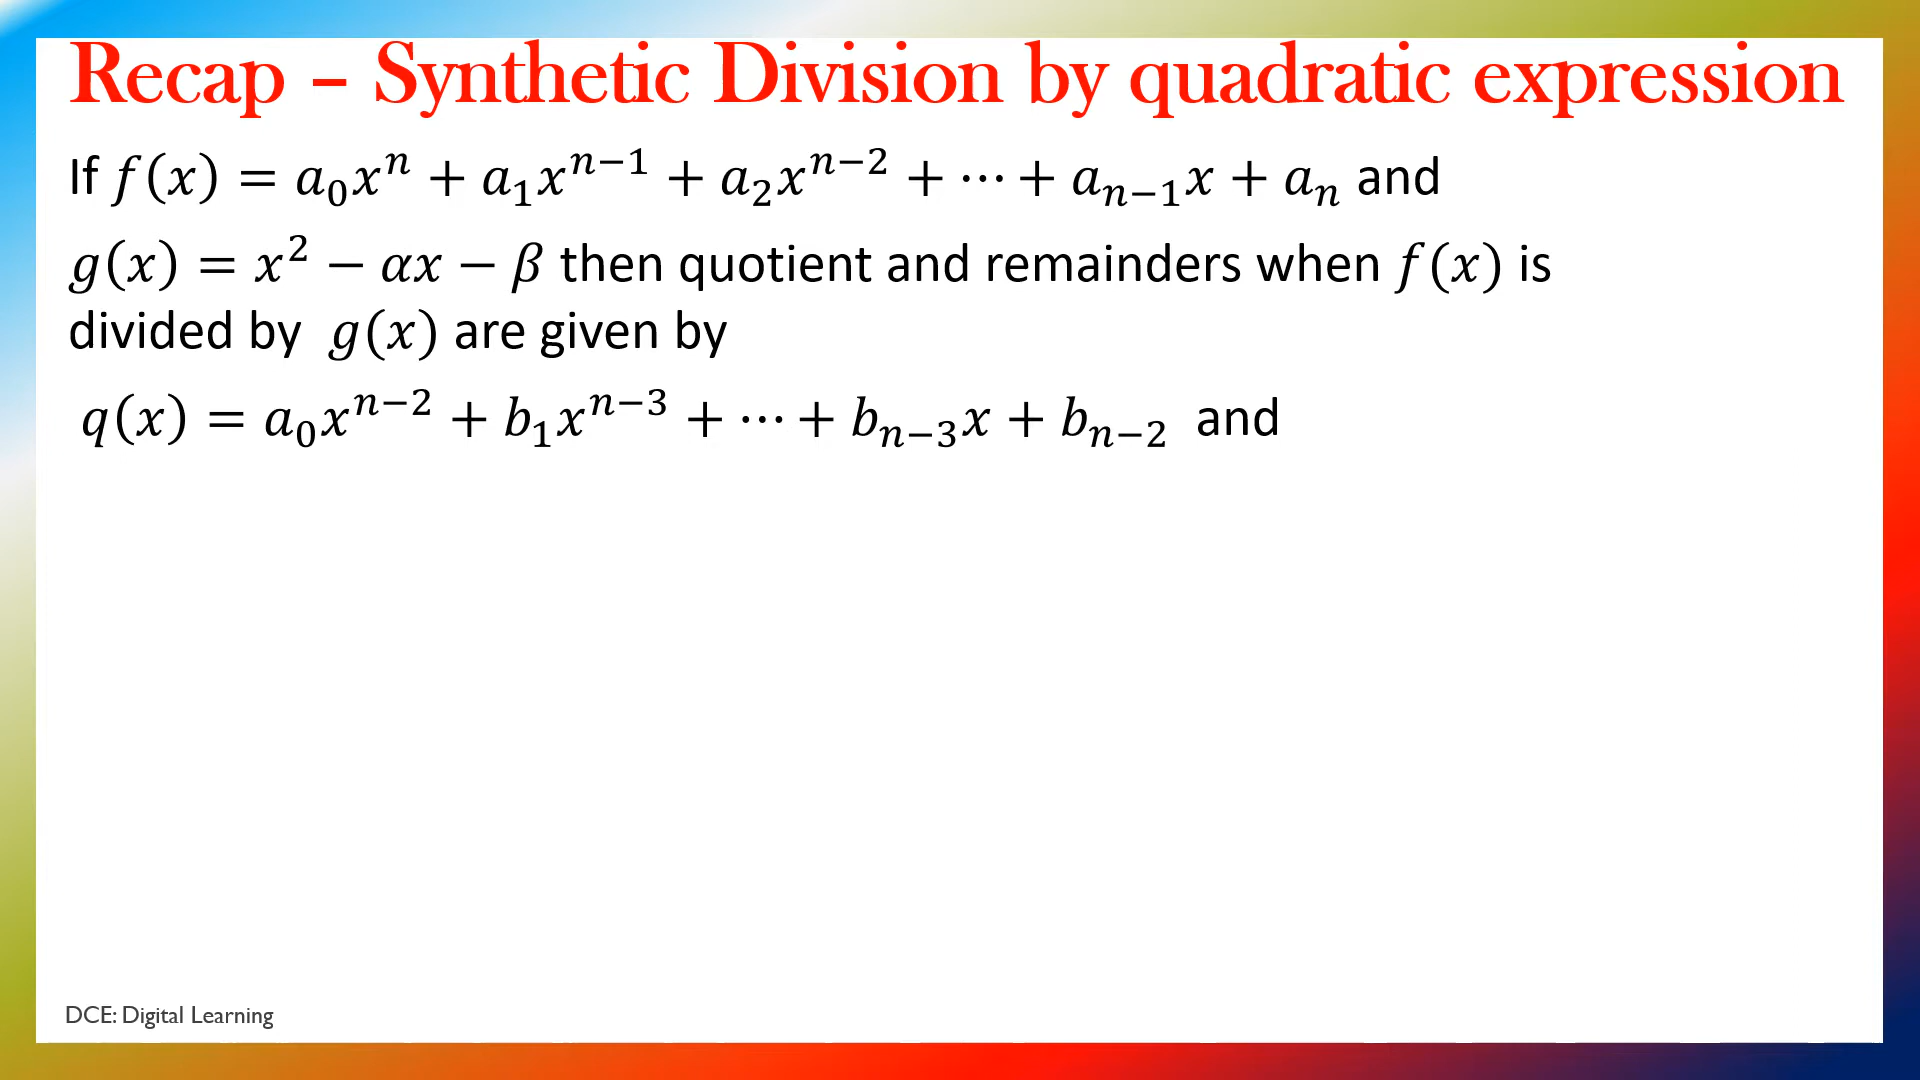 Recap – Synthetic Division by quadratic expression
If f(x) = a₀xⁿ + a₁xⁿ⁻¹ + a₂xⁿ⁻² + ⋯ + aₙ₋₁x + aₙ and
g(x) = x² − αx − β then quotient and remainders when f(x) is
divided by g(x) are given by
q(x) = a₀xⁿ⁻² + b₁xⁿ⁻³ + ⋯ + bₙ₋₃x + bₙ₋₂ and
DCE: Digital Learning